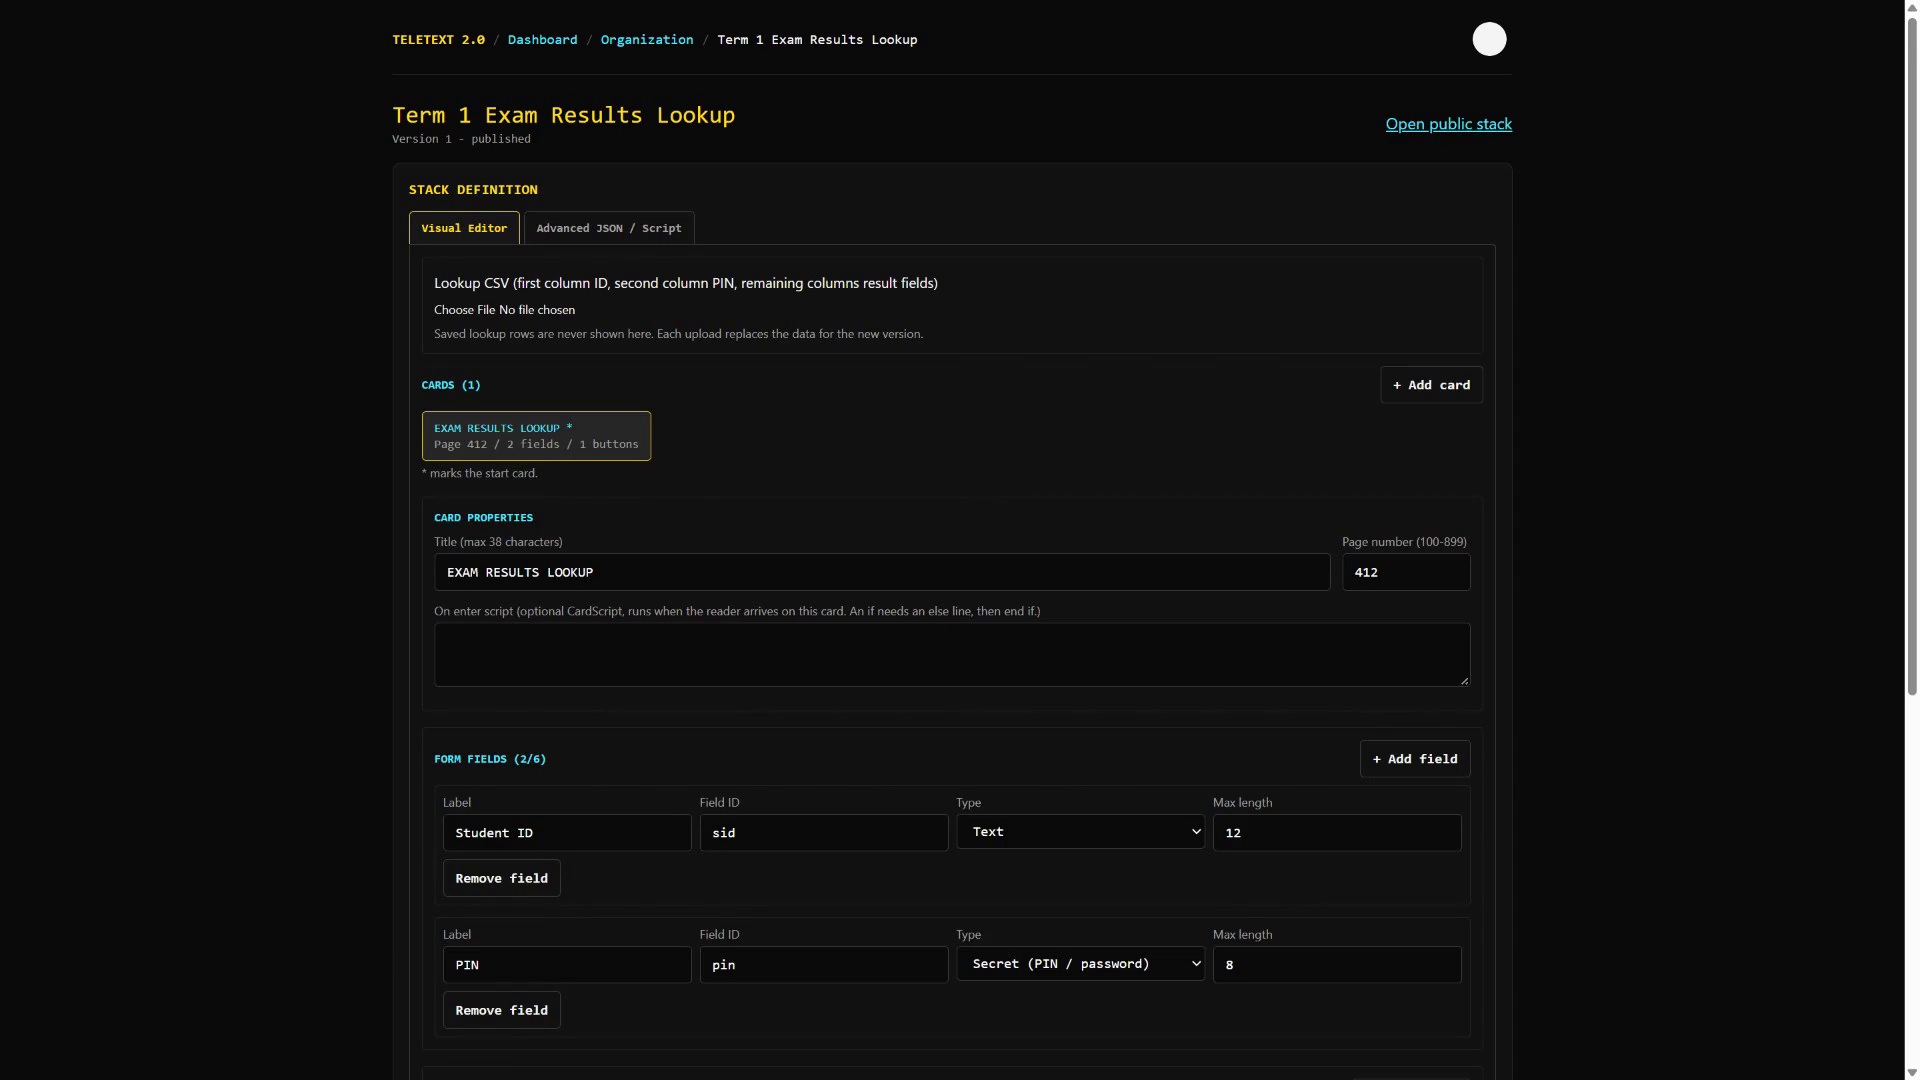 TELETEXT 2.0 / Dashboard / Organization / Term 1 Exam Results Lookup
Term 1 Exam Results Lookup
Version 1 - published
Open public stack
STACK DEFINITION
Visual Editor
Advanced JSON / Script
Lookup CSV (first column ID, second column PIN, remaining columns result fields)
Choose File No file chosen
Saved lookup rows are never shown here. Each upload replaces the data for the new version.
CARDS (1)
+ Add card
EXAM RESULTS LOOKUP *
Page 412 / 2 fields / 1 buttons
* marks the start card.
CARD PROPERTIES
Title (max 38 characters)
Page number (100-899)
EXAM RESULTS LOOKUP
412
On enter script (optional CardScript, runs when the reader arrives on this card. An if needs an else line, then end if.)
FORM FIELDS (2/6)
+ Add field
Label
Field ID
Type
Max length
Student ID
sid
Text
12
Remove field
Label
Field ID
Type
Max length
PIN
pin
Secret (PIN / password)
8
Remove field